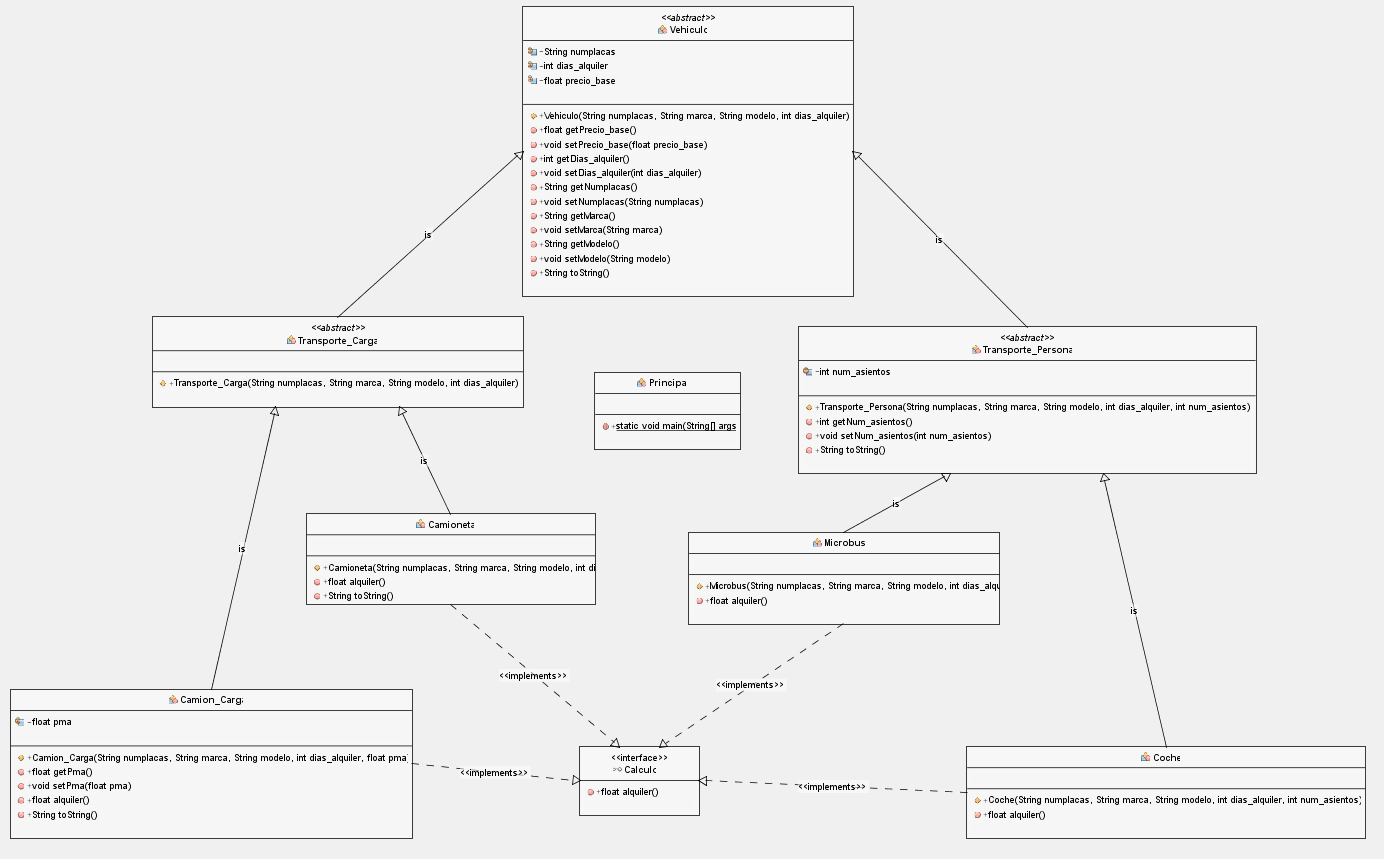 <<abstract>>
Vehiculo
-String numplacas
-int dias_alquiler
-float precio_base
+Vehiculo(String numplacas, String marca, String modelo, int dias_alquiler)
+float getPrecio_base()
+void setPrecio_base(float precio_base)
+int getDias_alquiler()
+void setDias_alquiler(int dias_alquiler)
+String getNumplacas()
+void setNumplacas(String numplacas)
+String getMarca()
+void setMarca(String marca)
+String getModelo()
+void setModelo(String modelo)
+String toString()
is
is
<<abstract>>
Transporte_Carga
+Transporte_Carga(String numplacas, String marca, String modelo, int dias_alquiler)
<<abstract>>
Transporte_Persona
-int num_asientos
+Transporte_Persona(String numplacas, String marca, String modelo, int dias_alquiler, int num_asientos)
+int getNum_asientos()
+void setNum_asientos(int num_asientos)
+String toString()
Principa
+static void main(String[] args
is
is
is
is
Camioneta
+Camioneta(String numplacas, String marca, String modelo, int di
+float alquiler()
+String toString()
Microbus
+Microbus(String numplacas, String marca, String modelo, int dias_alqu
+float alquiler()
<<implements>>
<<implements>>
Camion_Carga
-float pma
+Camion_Carga(String numplacas, String marca, String modelo, int dias_alquiler, float pma
+float getPma()
+void setPma(float pma)
+float alquiler()
+String toString()
<<implements>>
<<interface>>
Calculo
+float alquiler()
<<implements>>
Coche
+Coche(String numplacas, String marca, String modelo, int dias_alquiler, int num_asientos)
+float alquiler()